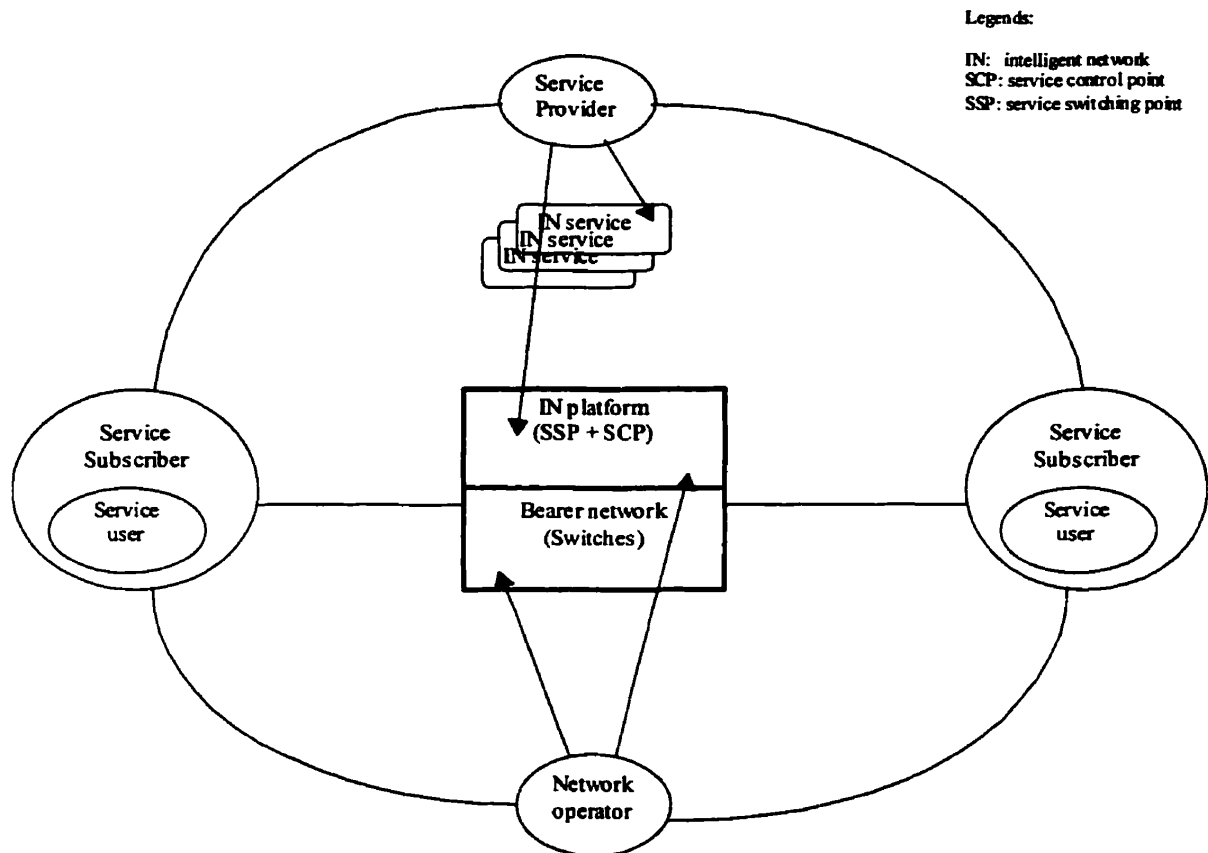 Legends:
IN: intelligent network
SCP: service control point
SSP: service switching point
Service
Provider
IN service
IN service
IN service
IN platform
(SSP + SCP)
Bearer network
(Switches)
Service
Subscriber
Service
user
Service
Subscriber
Service
user
Network
operator